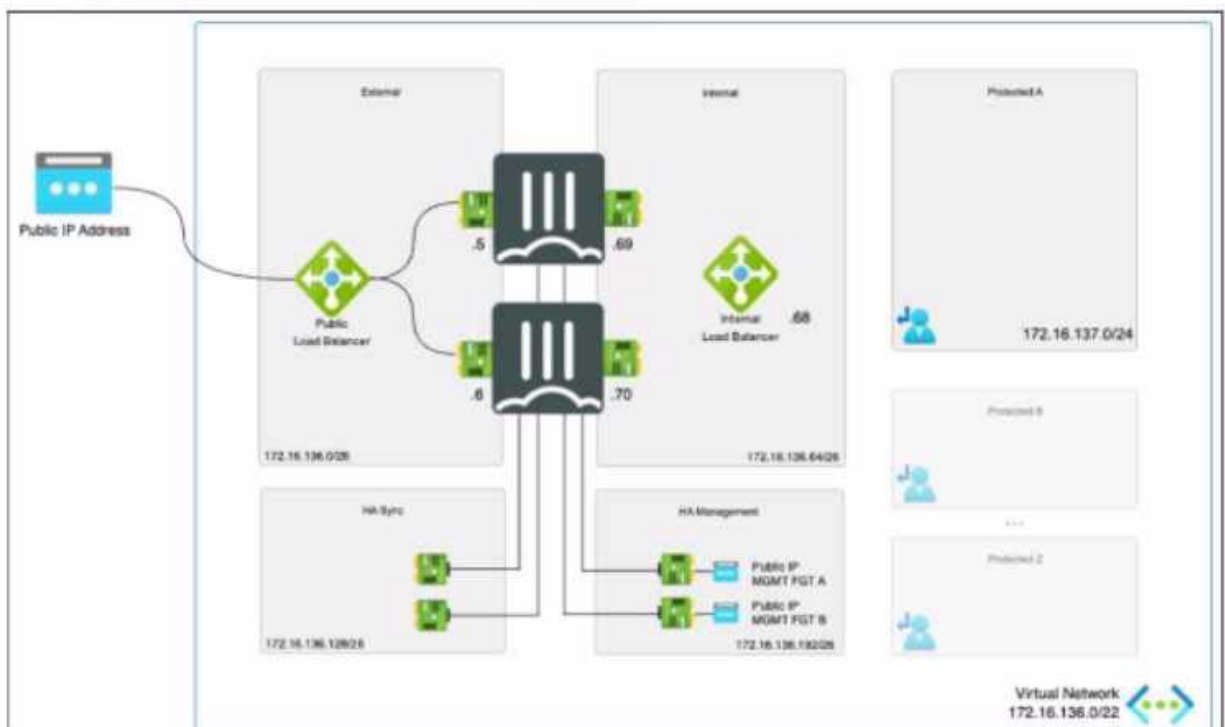 External
Internal
Protected A
Public IP Address
.5
.69
Public
Load Balancer
Internal
Load Balancer
.68
172.16.137.0/24
.6
.70
Protected B
172.16.136.0/26
172.16.136.64/26
HA Sync
HA Management
...
Protected Z
Public IP
MGMT FGT A
Public IP
MGMT FGT B
172.16.136.128/26
172.16.136.192/26
Virtual Network
172.16.136.0/22